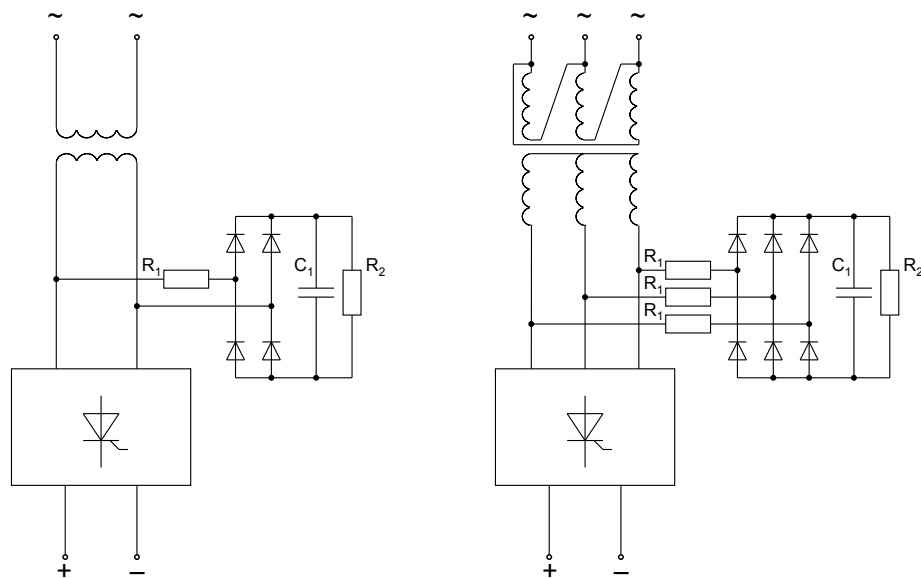 ~ ~ ~ ~ ~
R1 C1 R2
R1 C1 R2
R1
R1
+ − + −